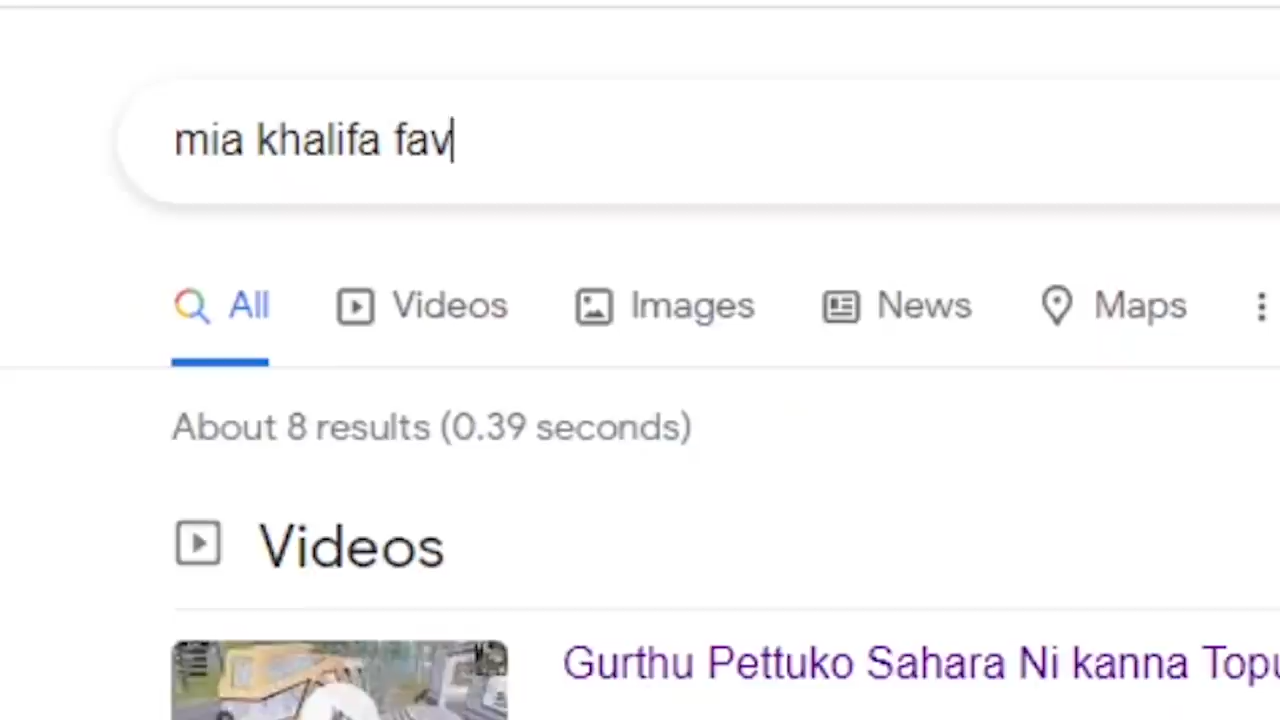 mia khalifa fav
All Videos Images News Maps
About 8 results (0.39 seconds)
Videos
Gurthu Pettuko Sahara Ni kanna